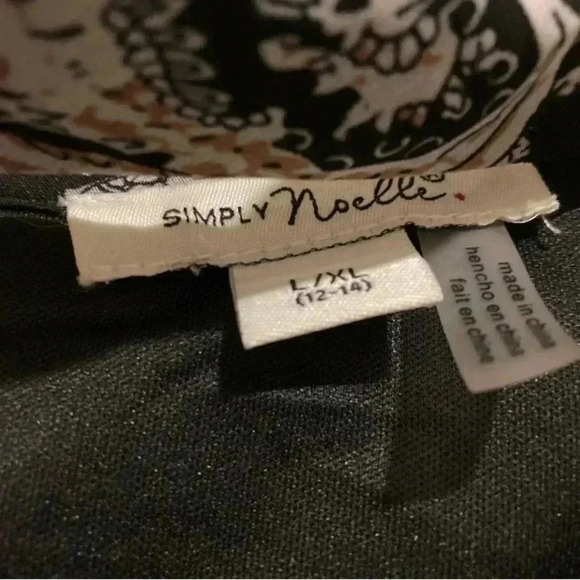 SIMPLY Noelle®.
L/XL
(12-14)
made in china
hencho en china
fait en chine